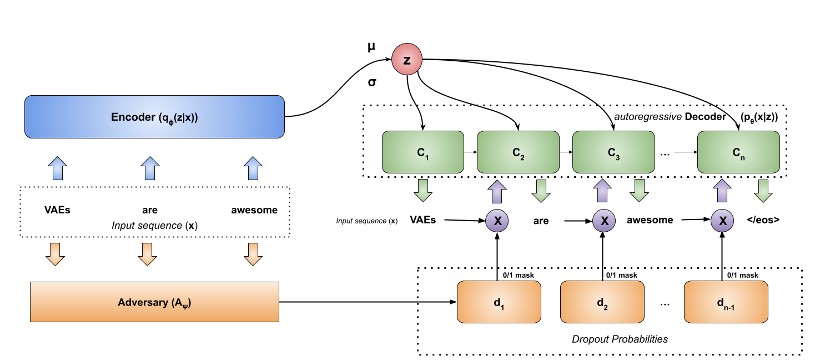 μ
z
σ
Encoder (qϕ(z|x))
autoregressive Decoder (pθ(x|z))
C1 C2 C3 ... Cn
VAEs are awesome
Input sequence (x)
Input sequence (x) VAEs X are X awesome X </eos>
0/1 mask 0/1 mask 0/1 mask
Adversary (Aψ)
d1 d2 ... dn-1
Dropout Probabilities